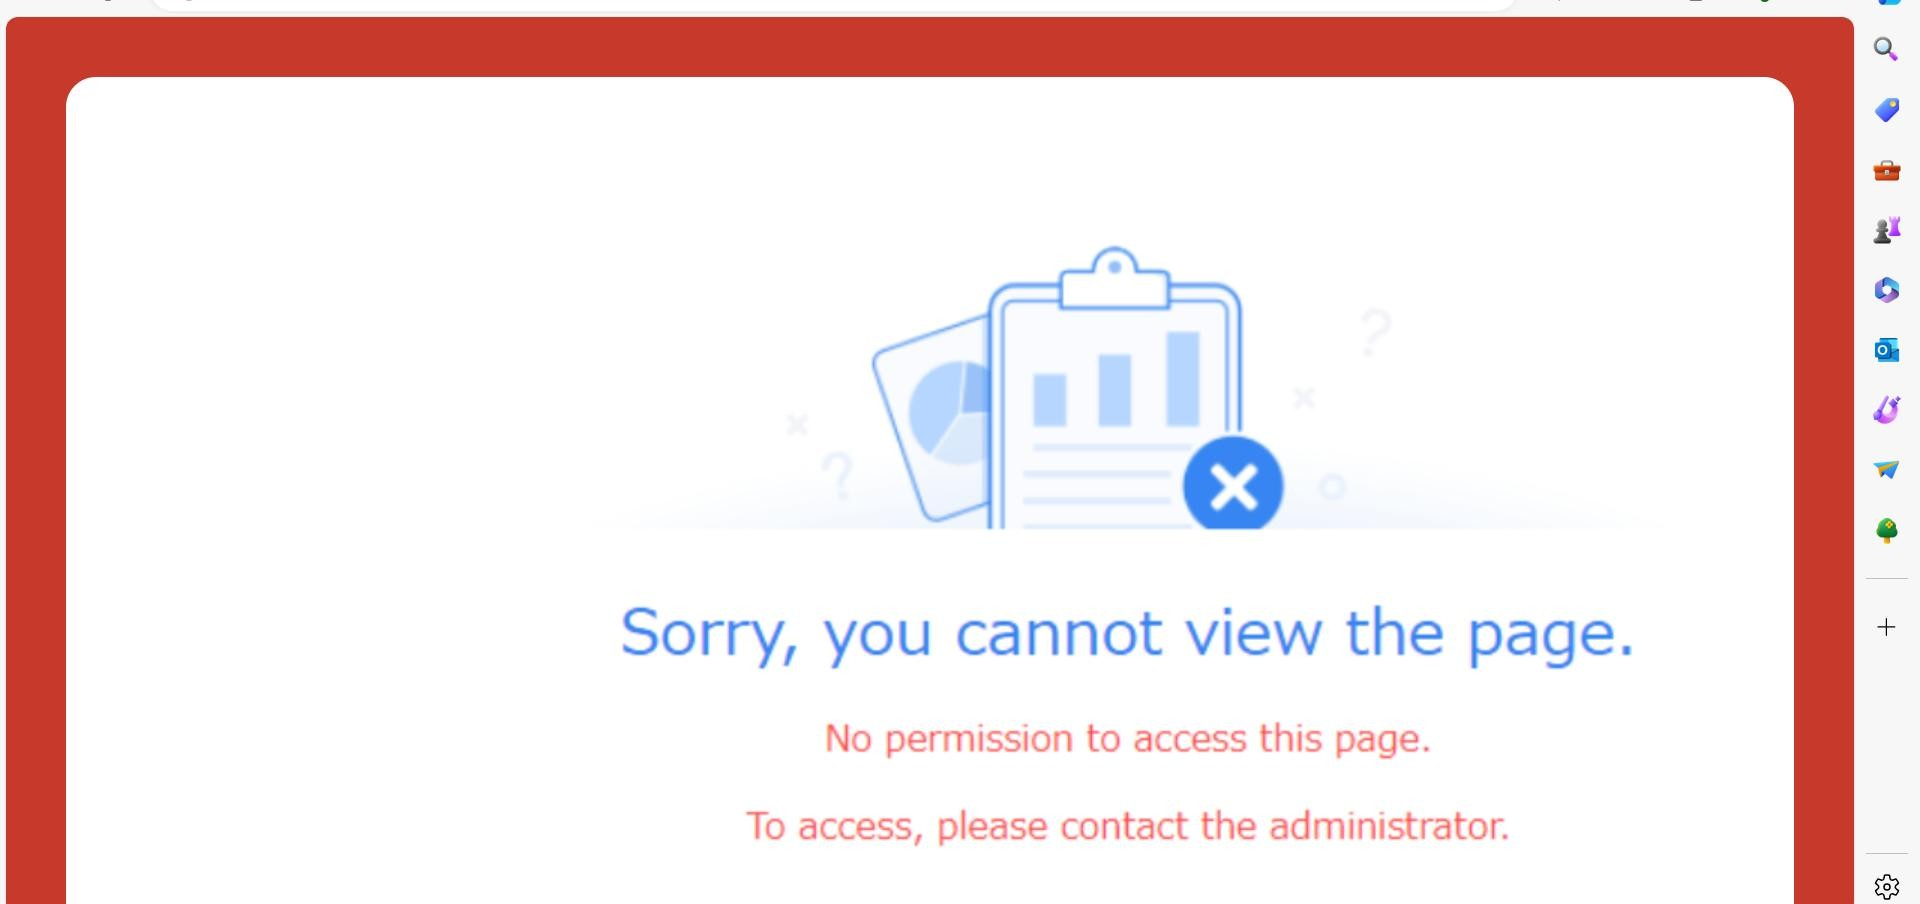 Sorry, you cannot view the page.
No permission to access this page.
To access, please contact the administrator.